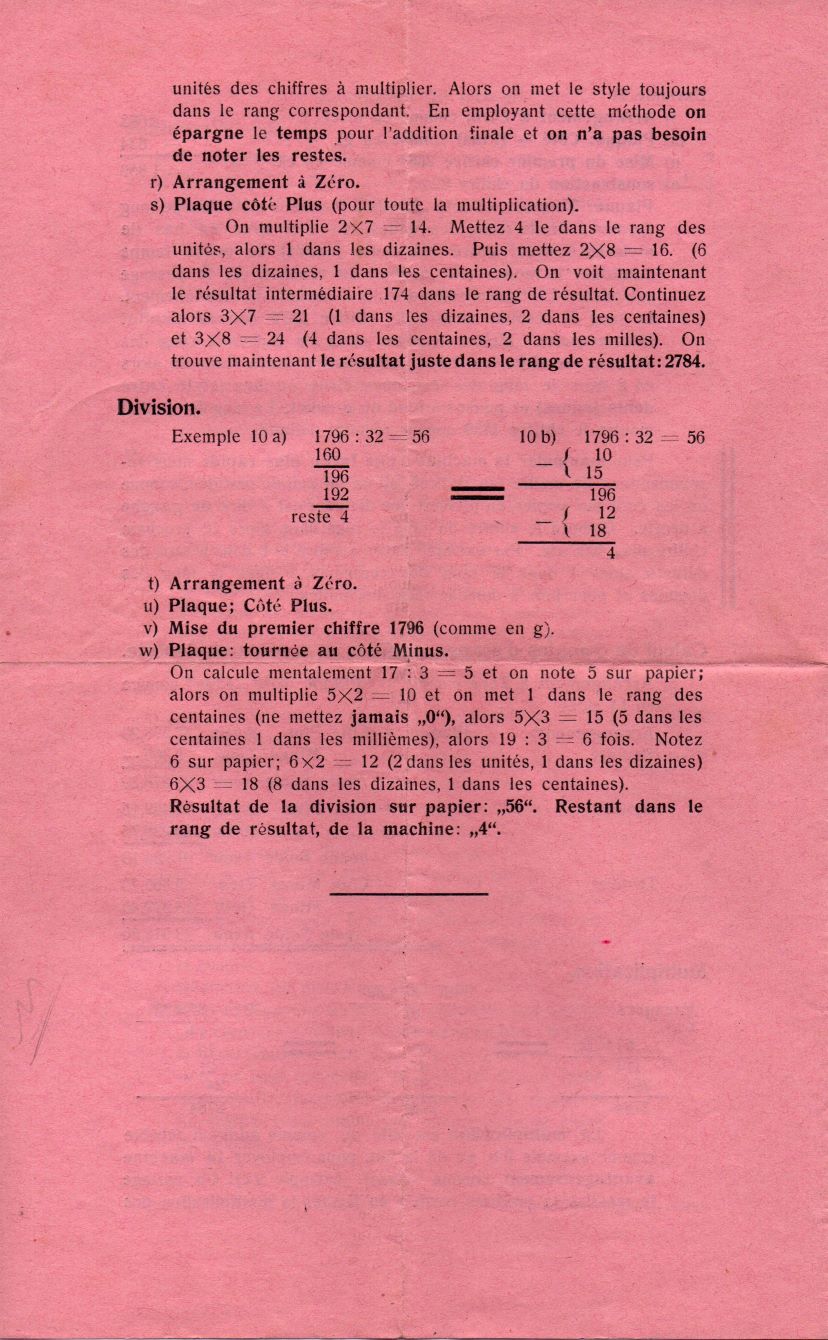 unités des chiffres à multiplier. Alors on met le style toujours
dans le rang correspondant. En employant cette méthode on
épargne le temps pour l'addition finale et on n'a pas besoin
de noter les restes.
r) Arrangement à Zéro.
s) Plaque côté Plus (pour toute la multiplication).
On multiplie 2×7 = 14. Mettez 4 le dans le rang des
unités, alors 1 dans les dizaines. Puis mettez 2×8 = 16. (6
dans les dizaines, 1 dans les centaines). On voit maintenant
le résultat intermédiaire 174 dans le rang de résultat. Continuez
alors 3×7 = 21 (1 dans les dizaines, 2 dans les centaines)
et 3×8 = 24 (4 dans les centaines, 2 dans les milles). On
trouve maintenant le résultat juste dans le rang de résultat: 2784.
Division.
Exemple 10 a) 1796 : 32 = 56
160
196
192
reste 4
=
10 b) 1796 : 32 = 56
− { 10
15
196
− { 12
18
4
t) Arrangement à Zéro.
u) Plaque; Côté Plus.
v) Mise du premier chiffre 1796 (comme en g).
w) Plaque: tournée au côté Minus.
On calcule mentalement 17 : 3 = 5 et on note 5 sur papier;
alors on multiplie 5×2 = 10 et on met 1 dans le rang des
centaines (ne mettez jamais „0“), alors 5×3 = 15 (5 dans les
centaines 1 dans les millièmes), alors 19 : 3 = 6 fois. Notez
6 sur papier; 6×2 = 12 (2 dans les unités, 1 dans les dizaines)
6×3 = 18 (8 dans les dizaines, 1 dans les centaines).
Résultat de la division sur papier: „56“. Restant dans le
rang de résultat, de la machine: „4“.